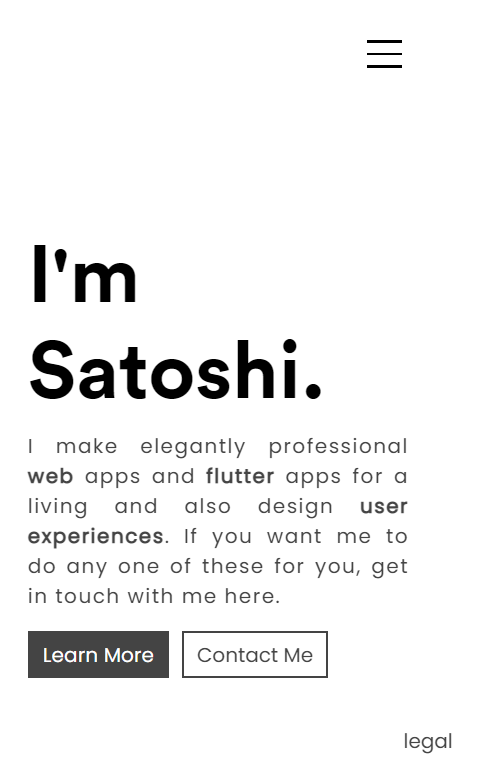 I'm
Satoshi.
I make elegantly professional
web apps and flutter apps for a
living and also design user
experiences. If you want me to
do any one of these for you, get
in touch with me here.
Learn More
Contact Me
legal